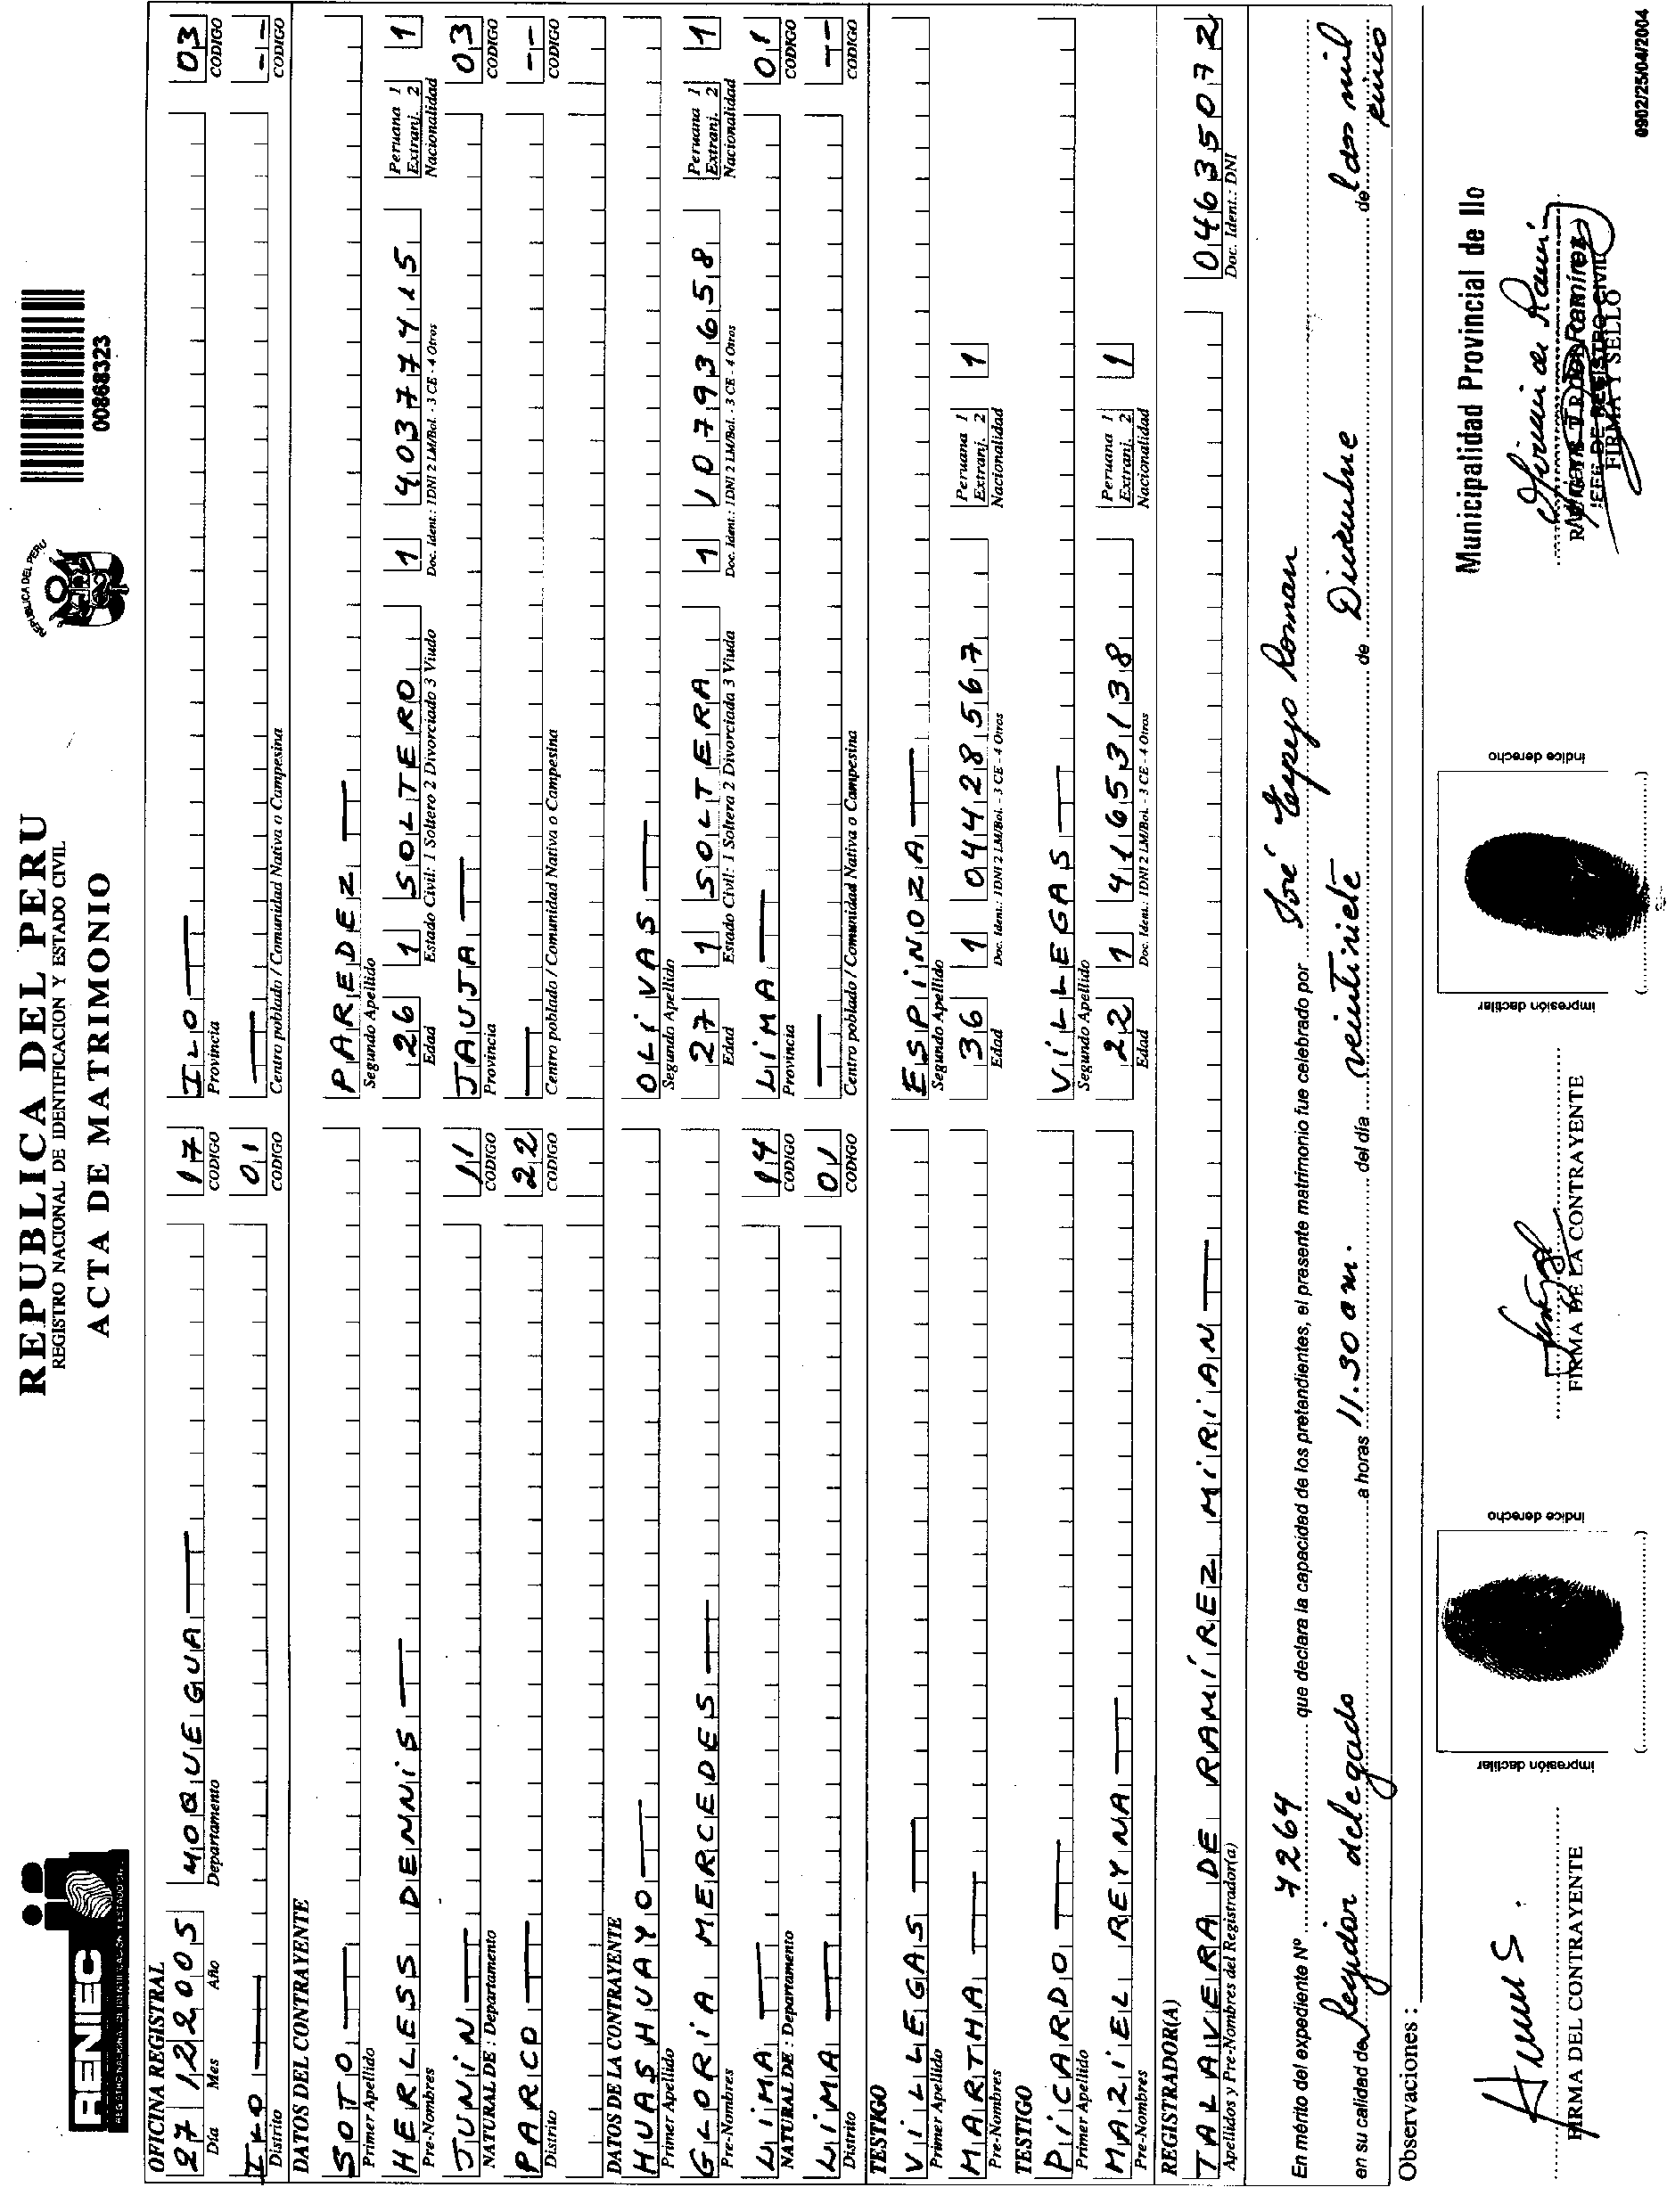 RENIEC
REGISTRO NACIONAL DE IDENTIFICACION Y ESTADO CIVIL
REPUBLICA DEL PERU
REGISTRO NACIONAL DE IDENTIFICACION Y ESTADO CIVIL
ACTA DE MATRIMONIO
REPUBLICA DEL PERU
00868323
OFICINA REGISTRAL
27 12 2005 MOQUEGUA 17 ILO 03
Día Mes Año Departamento CODIGO Provincia CODIGO
ILO 01 --
Distrito CODIGO Centro poblado / Comunidad Nativa o Campesina CODIGO
DATOS DEL CONTRAYENTE
SOTO PAREDEZ
Primer Apellido Segundo Apellido
HERLESS DENNIS 26 1 SOLTERO 1 40377415 Peruana 1 Extranj. 2 1
Pre-Nombres Edad Estado Civil: 1 Soltero 2 Divorciado 3 Viudo Doc. Ident.: 1DNI 2 LM/Bol. - 3 CE - 4 Otros Nacionalidad
JUNIN 11 JAUJA 03
NATURAL DE : Departamento CODIGO Provincia CODIGO
PARCO 22 --
Distrito CODIGO Centro poblado / Comunidad Nativa o Campesina CODIGO
DATOS DE LA CONTRAYENTE
HUASHUAYO OLIVAS
Primer Apellido Segundo Apellido
GLORIA MERCEDES 27 1 SOLTERA 1 10793658 Peruana 1 Extranj. 2 1
Pre-Nombres Edad Estado Civil: 1 Soltera 2 Divorciada 3 Viuda Doc. Ident.: 1DNI 2 LM/Bol. - 3 CE - 4 Otros Nacionalidad
LIMA 14 LIMA 01
NATURAL DE : Departamento CODIGO Provincia CODIGO
LIMA 01 --
Distrito CODIGO Centro poblado / Comunidad Nativa o Campesina CODIGO
TESTIGO
VILLEGAS ESPINOZA
Primer Apellido Segundo Apellido
MARTHA 36 1 04428567 Peruana 1 Extranj. 2 1
Pre-Nombres Edad Doc. Ident.: 1DNI 2 LM/Bol. - 3 CE - 4 Otros Nacionalidad
TESTIGO
PICARDO VILLEGAS
Primer Apellido Segundo Apellido
MARIEL REYNA 22 1 41653138 Peruana 1 Extranj. 2 1
Pre-Nombres Edad Doc. Ident.: 1DNI 2 LM/Bol. - 3 CE - 4 Otros Nacionalidad
REGISTRADOR(A)
TALAVERA DE RAMÍREZ MIRIAN 04635072
Apellidos y Pre-Nombres del Registrador(a) Doc. Ident.: DNI
En mérito del expediente Nº 7264 que declara la capacidad de los pretendientes, el presente matrimonio fue celebrado por José Espejo Roman
en su calidad de Regidor delegado a horas 11.30 am. del día veintisiete de Diciembre de dos mil cinco
Observaciones :
Municipalidad Provincial de Ilo
impresión dactilar índice derecho impresión dactilar índice derecho
JEFE DE REGISTRO CIVIL
FIRMA DEL CONTRAYENTE FIRMA DE LA CONTRAYENTE FIRMA Y SELLO
0902/25/04/2004